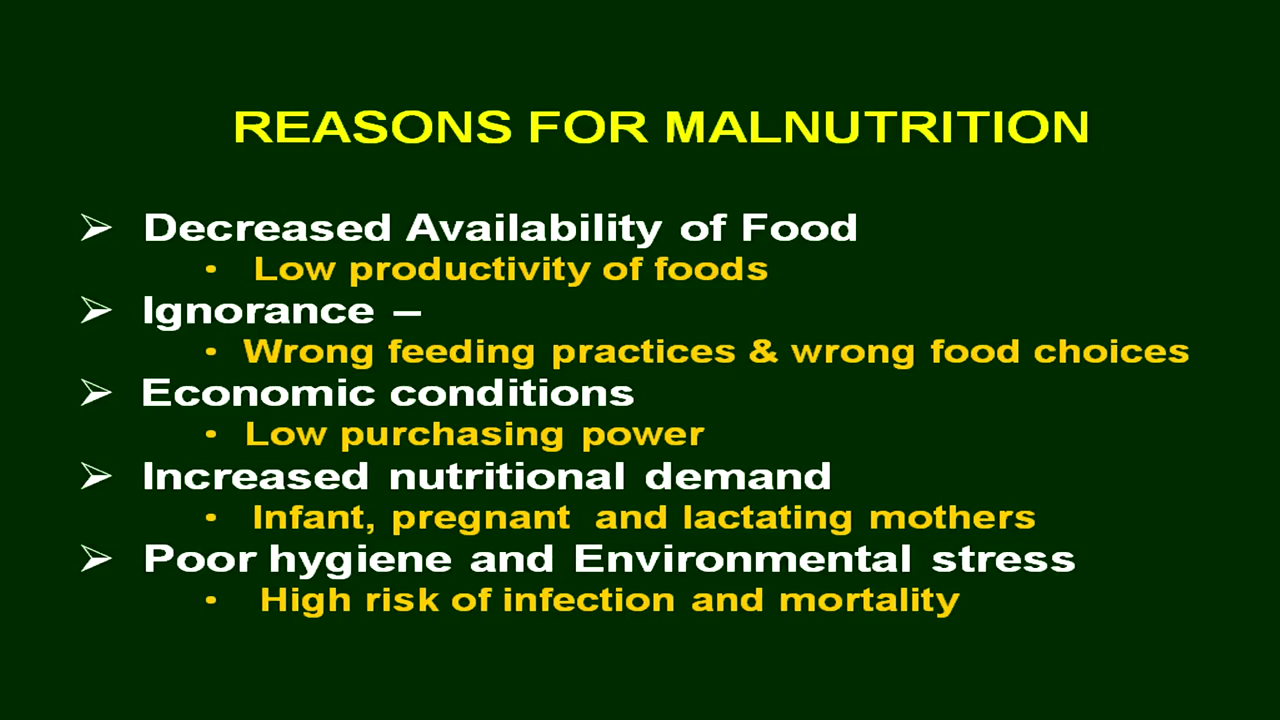 REASONS FOR MALNUTRITION
➢ Decreased Availability of Food
• Low productivity of foods
➢ Ignorance –
• Wrong feeding practices & wrong food choices
➢ Economic conditions
• Low purchasing power
➢ Increased nutritional demand
• Infant, pregnant and lactating mothers
➢ Poor hygiene and Environmental stress
• High risk of infection and mortality